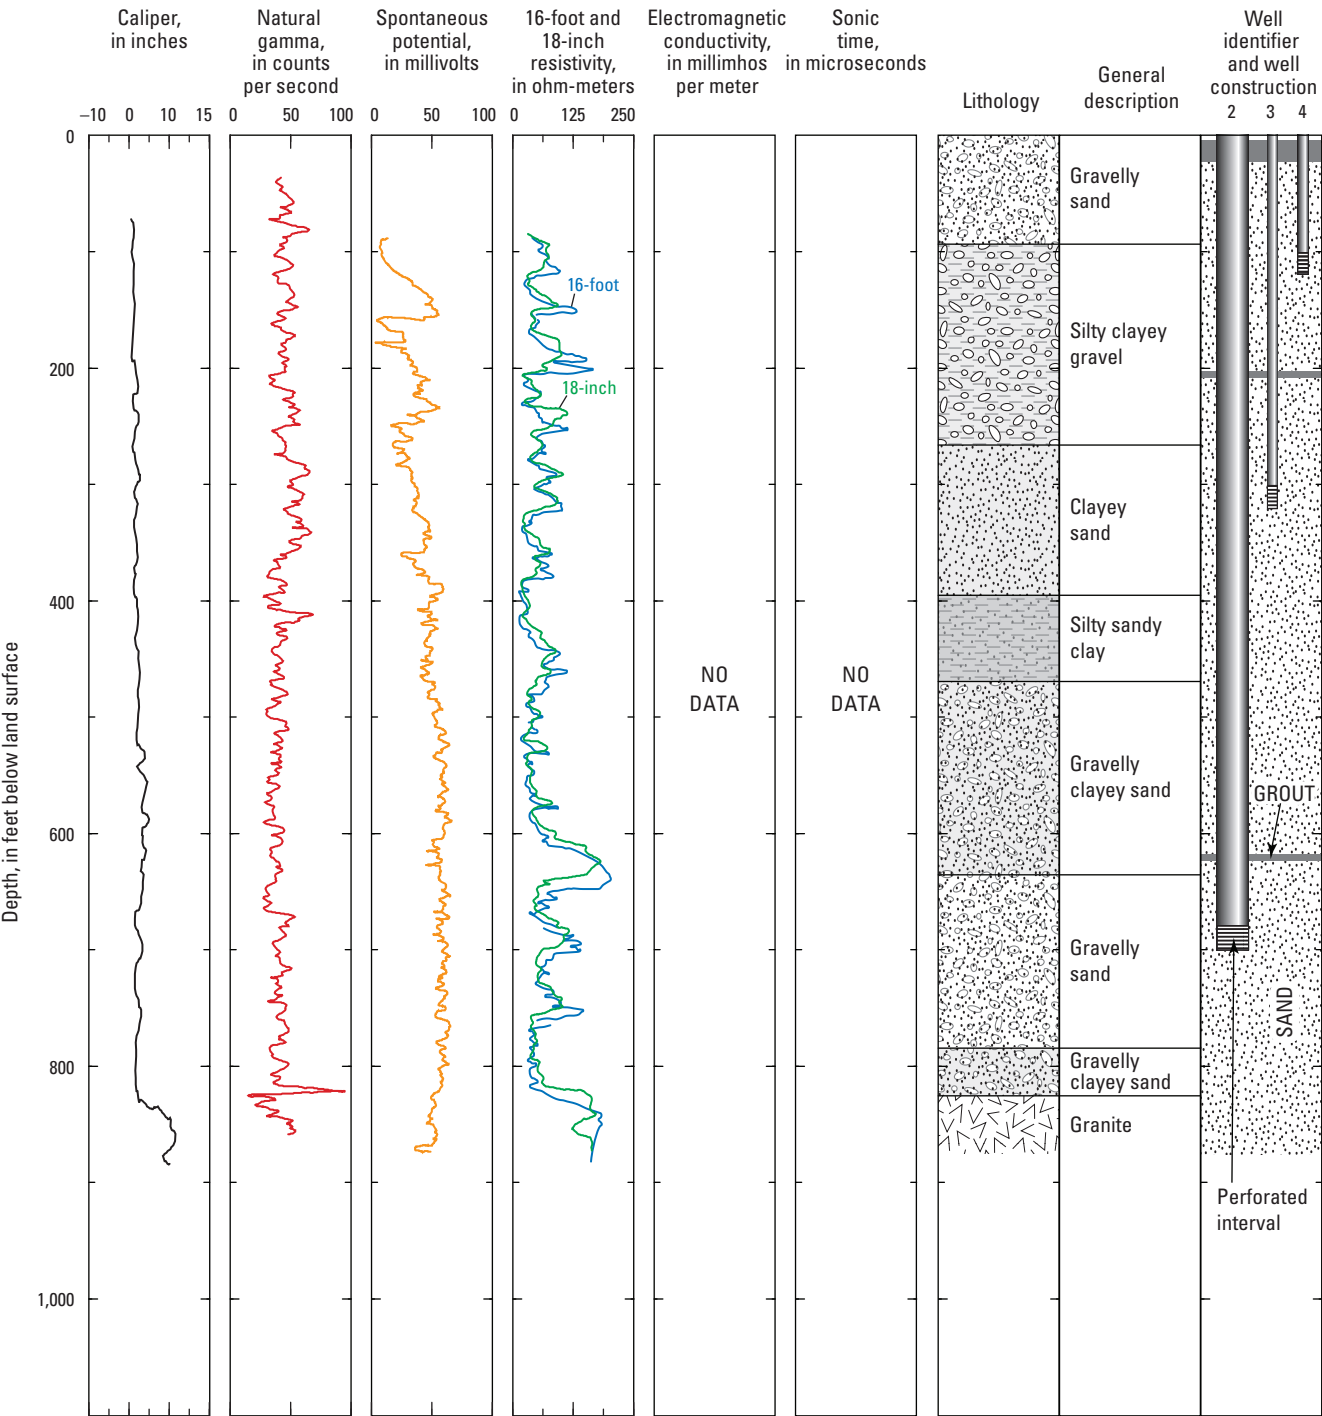 Caliper,
in inches
Natural
gamma,
in counts
per second
Spontaneous
potential,
in millivolts
16-foot and
18-inch
resistivity,
in ohm-meters
Electromagnetic
conductivity,
in millimhos
per meter
Sonic
time,
in microseconds
Lithology
General
description
Well
identifier
and well
construction
−10 0 10 15
0 50 100
0 50 100
0 125 250
2 3 4
Depth, in feet below land surface
0
200
400
600
800
1,000
16-foot
18-inch
NO
DATA
NO
DATA
Gravelly
sand
Silty clayey
gravel
Clayey
sand
Silty sandy
clay
Gravelly
clayey sand
Gravelly
sand
Gravelly
clayey sand
Granite
GROUT
SAND
Perforated
interval